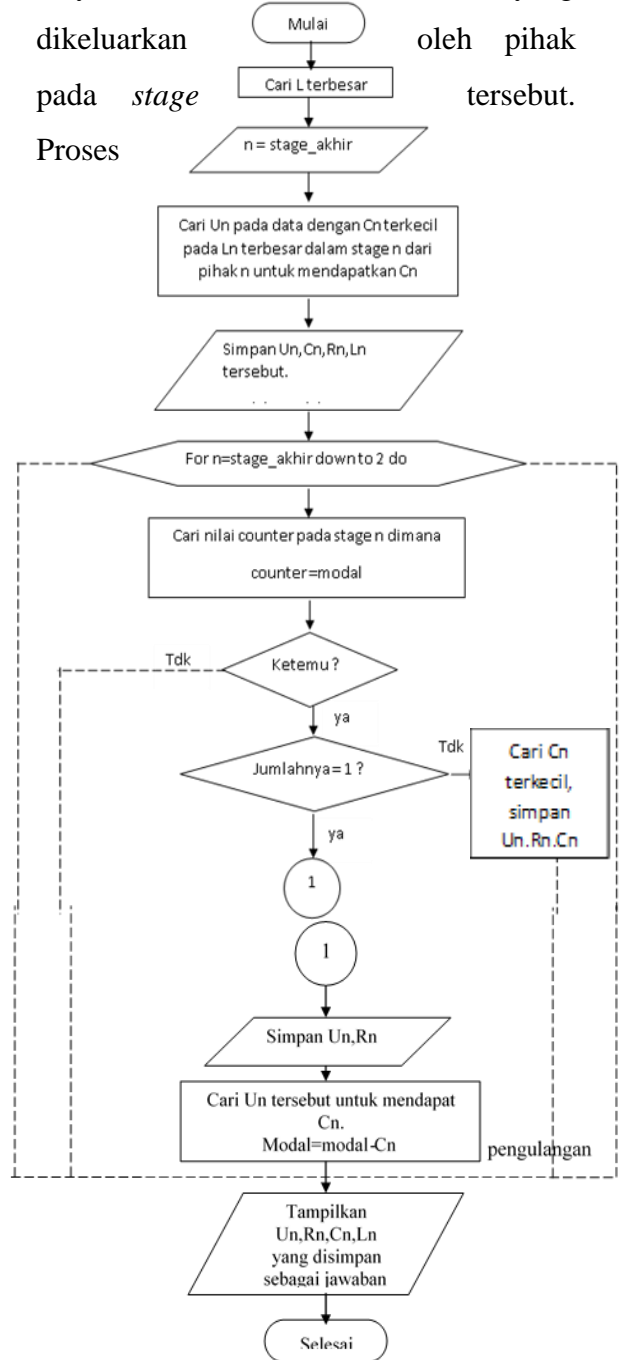 Mulai
dikeluarkan oleh pihak
pada stage Cari L terbesar tersebut.
Proses n = stage_akhir
Cari Un pada data dengan Cn terkecil
pada Ln terbesar dalam stage n dari
pihak n untuk mendapatkan Cn
Simpan Un,Cn,Rn,Ln
tersebut.
For n=stage_akhir down to 2 do
Cari nilai counter pada stage n dimana
counter=modal
Tdk
Ketemu ?
ya
Jumlahnya= 1 ?
Tdk
Cari Cn
terkecil,
simpan
Un.Rn.Cn
ya
1
1
Simpan Un,Rn
Cari Un tersebut untuk mendapat
Cn.
Modal=modal-Cn
pengulangan
Tampilkan
Un,Rn,Cn,Ln
yang disimpan
sebagai jawaban
Selesai